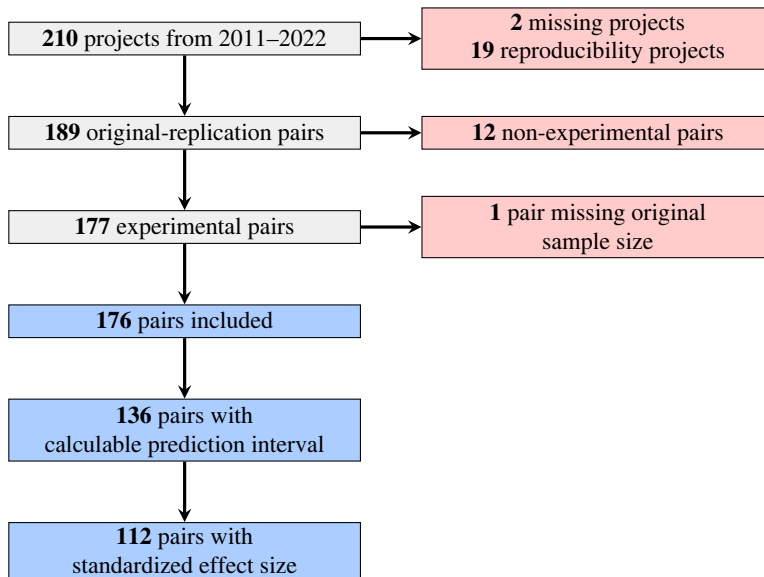 210 projects from 2011–2022
2 missing projects
19 reproducibility projects
189 original-replication pairs
12 non-experimental pairs
177 experimental pairs
1 pair missing original
sample size
176 pairs included
136 pairs with
calculable prediction interval
112 pairs with
standardized effect size